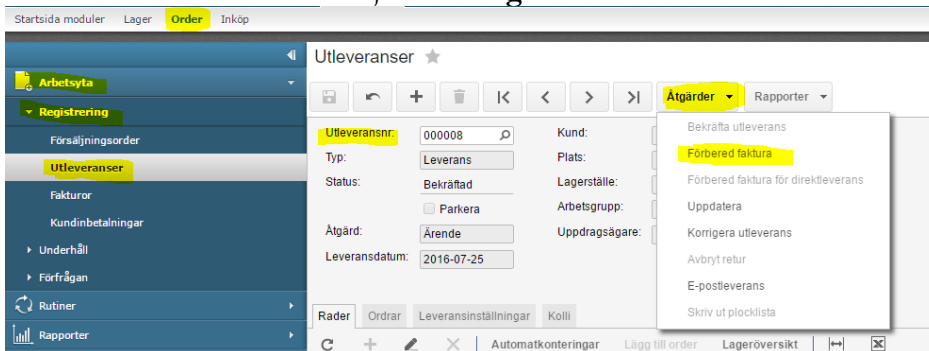 Startsida moduler Lager Order Inköp
Utleveranser
Arbetsyta
Registrering
Försäljningsorder
Utleveranser
Fakturor
Kundinbetalningar
Underhåll
Förfrågan
Rutiner
Rapporter
Åtgärder Rapporter
Utleveransnr: 000008 Kund:
Typ: Leverans Plats:
Status: Bekräftad Lagerställe:
Parkera Arbetsgrupp:
Åtgärd: Ärende Uppdragsägare:
Leveransdatum: 2016-07-25
Bekräfta utleverans
Förbered faktura
Förbered faktura för direktleverans
Uppdatera
Korrigera utleverans
Avbryt retur
E-postleverans
Skriv ut plocklista
Rader Ordrar Leveransinställningar Kolli
Automatkonteringar Lägg till order Lageröversikt